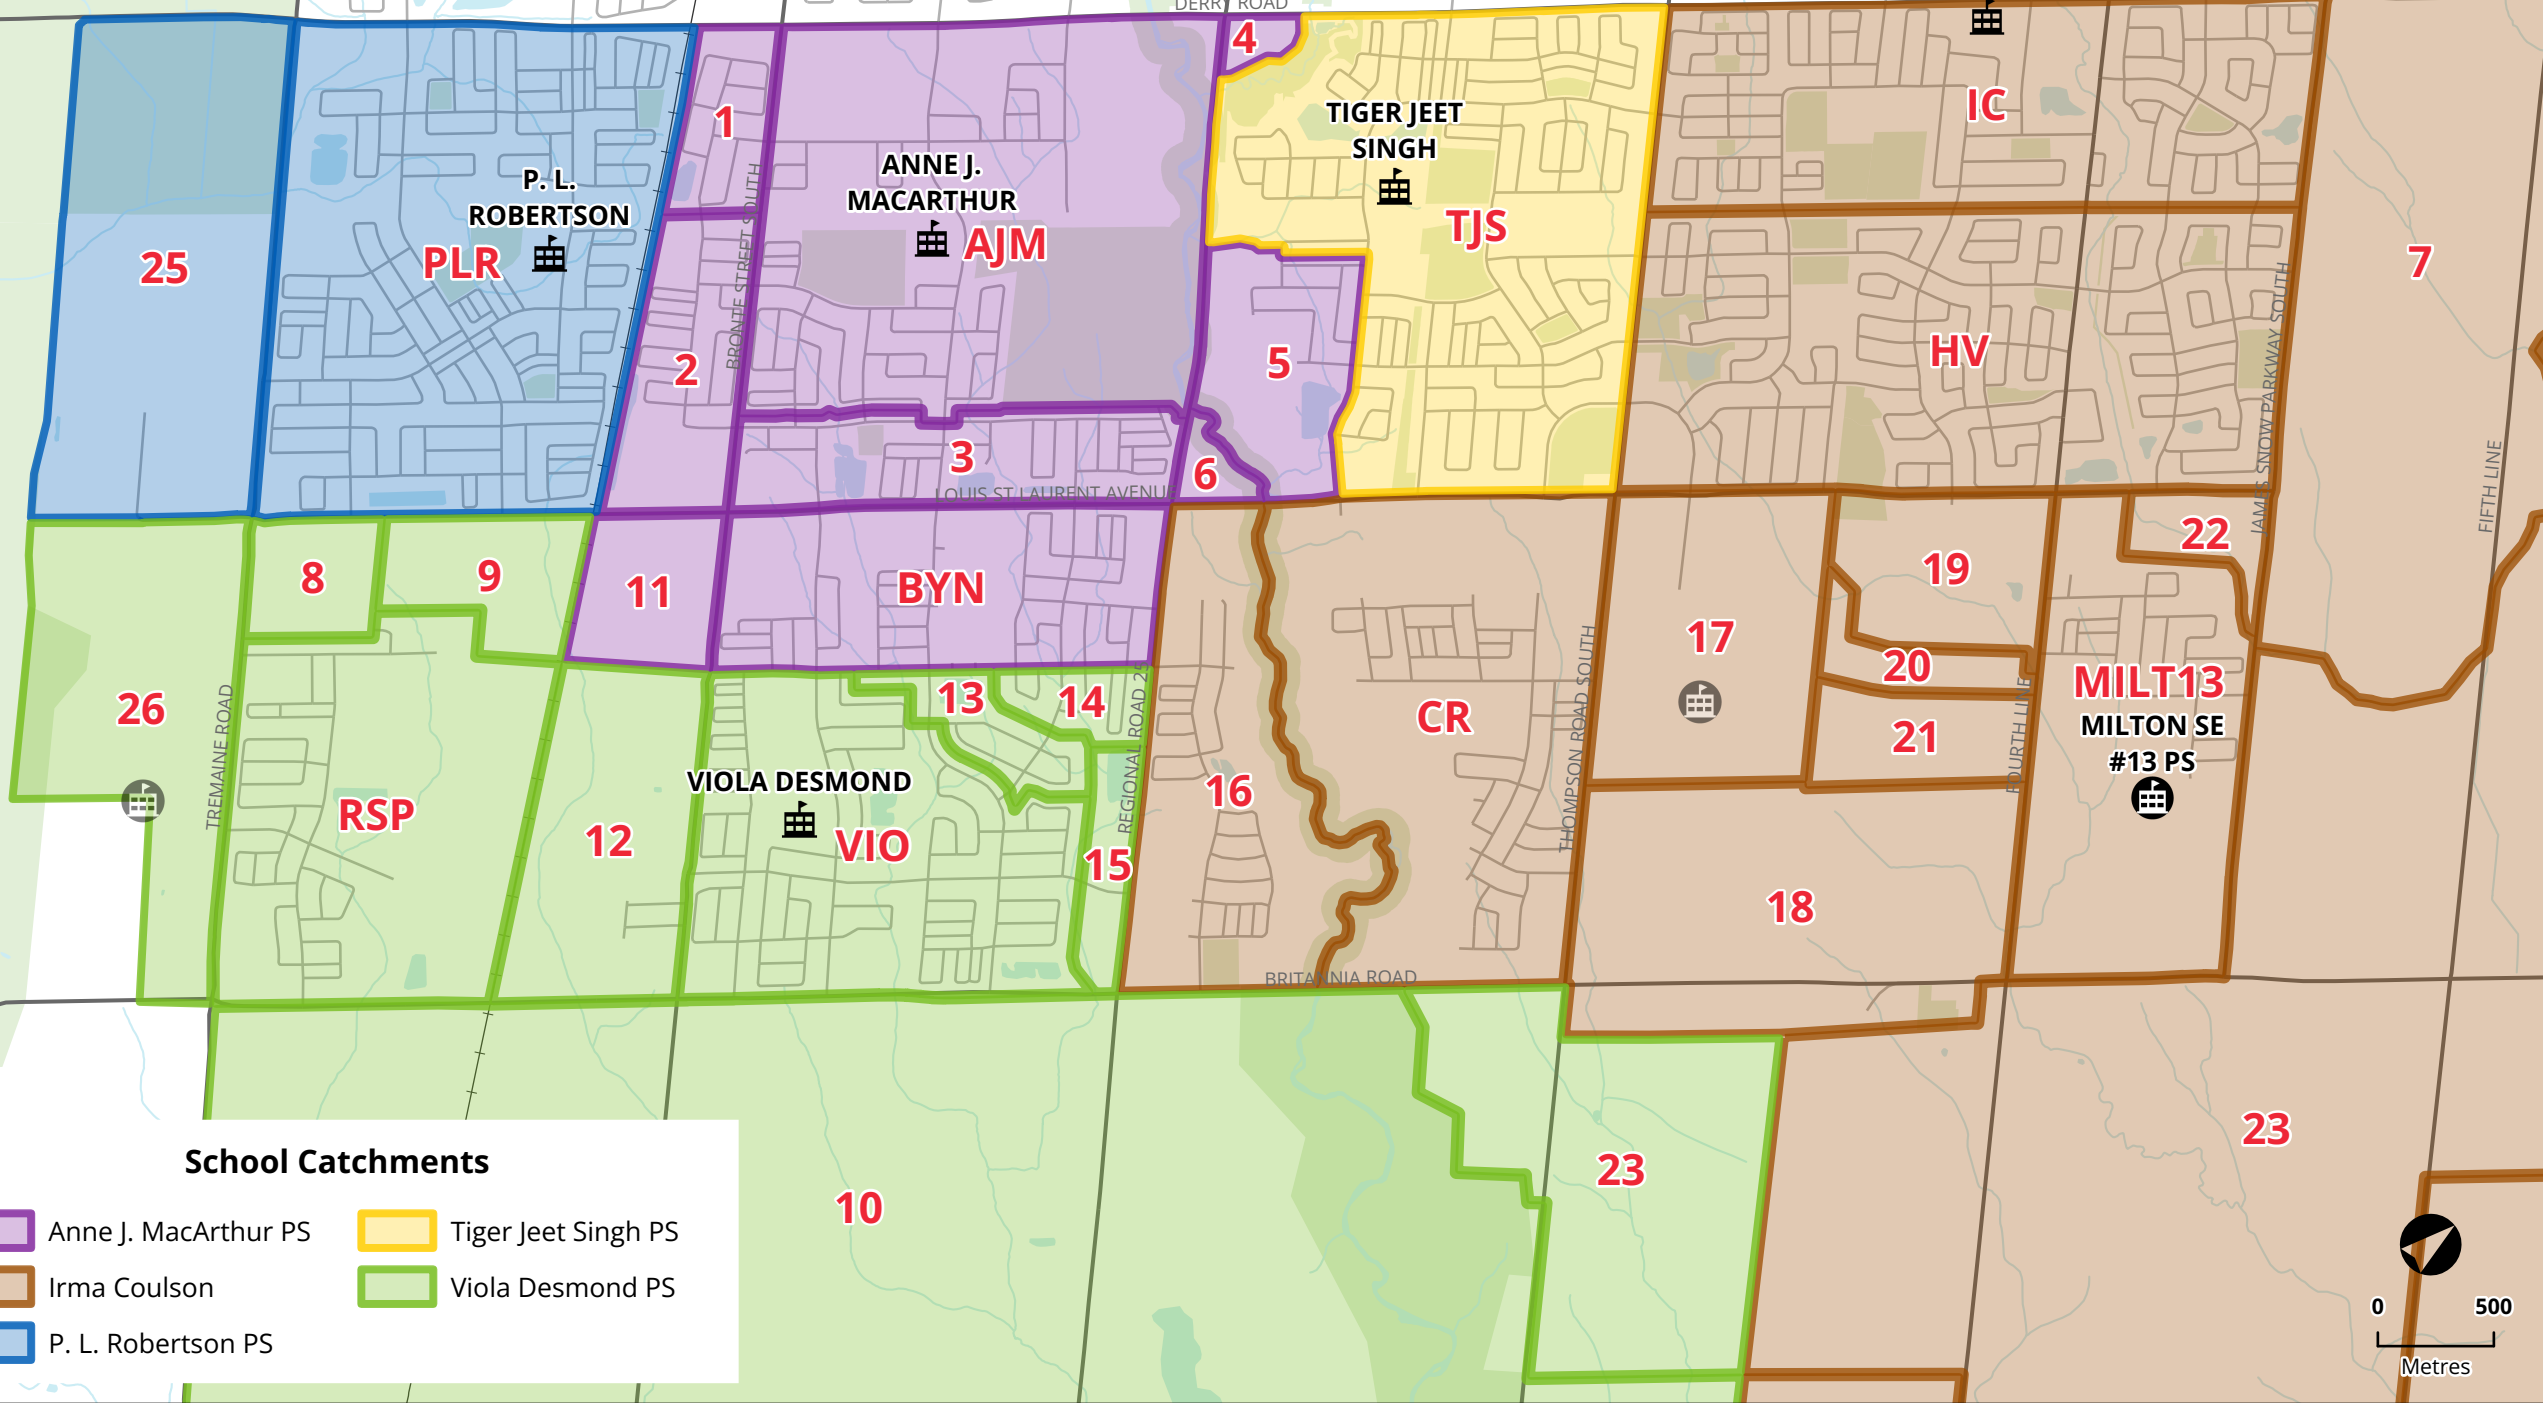 DERRY ROAD
4
1
IC
TIGER JEET
SINGH
ANNE J.
MACARTHUR
P. L.
ROBERTSON
TJS
AJM
PLR
25
7
BRONTE STREET SOUTH
2
5
HV
JAMES SNOW PARKWAY SOUTH
3
6
LOUIS ST LAURENT AVENU
FIFTH LINE
22
8
9
11
BYN
19
17
20
MILT13
MILTON SE
#13 PS
26
TREMAINE ROAD
13
14
REGIONAL ROAD 25
CR
THOMPSON ROAD SOUTH
21
FOURTH LINE
VIOLA DESMOND
VIO
16
RSP
12
15
18
BRITANNIA ROAD
23
23
10
School Catchments
Anne J. MacArthur PS
Tiger Jeet Singh PS
Irma Coulson
Viola Desmond PS
P. L. Robertson PS
0 500
Metres